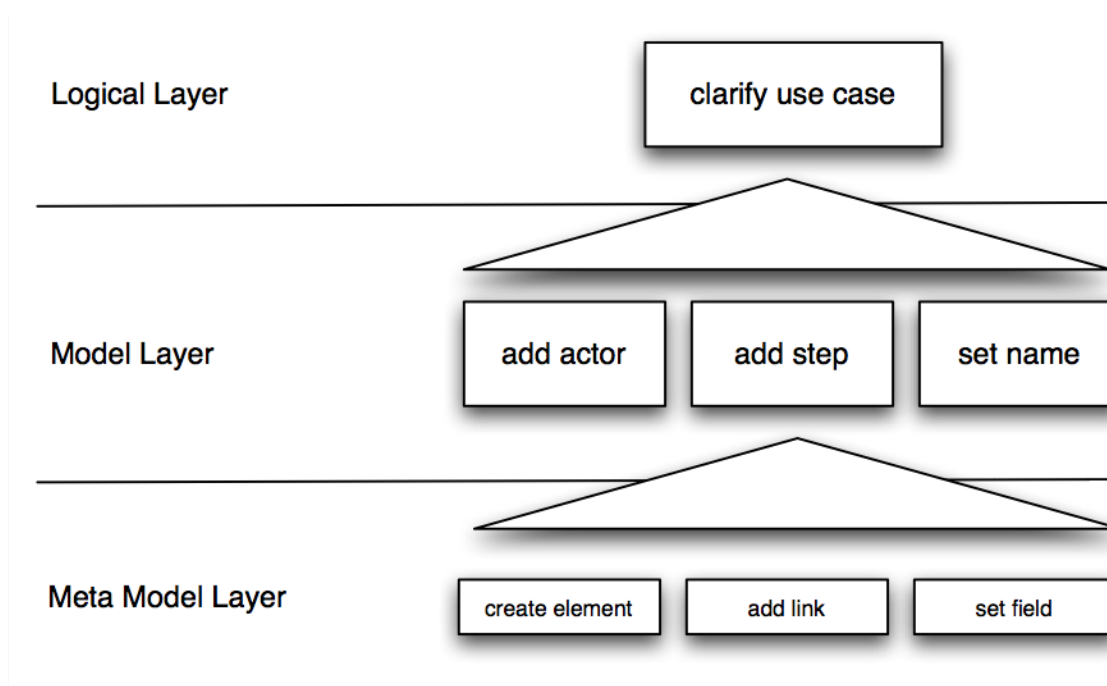 Logical Layer
clarify use case
Model Layer
add actor
add step
set name
Meta Model Layer
create element
add link
set field